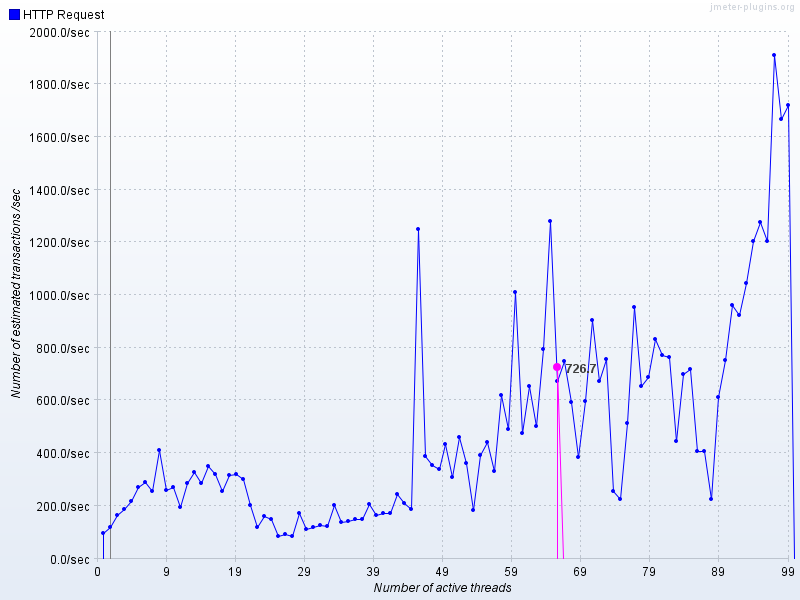 jmeter-plugins.org
HTTP Request
2000.0/sec
1800.0/sec
1600.0/sec
1400.0/sec
1200.0/sec
1000.0/sec
800.0/sec
600.0/sec
400.0/sec
200.0/sec
0.0/sec
Number of estimated transactions /sec
726.7
0 9 19 29 39 49 59 69 79 89 99
Number of active threads